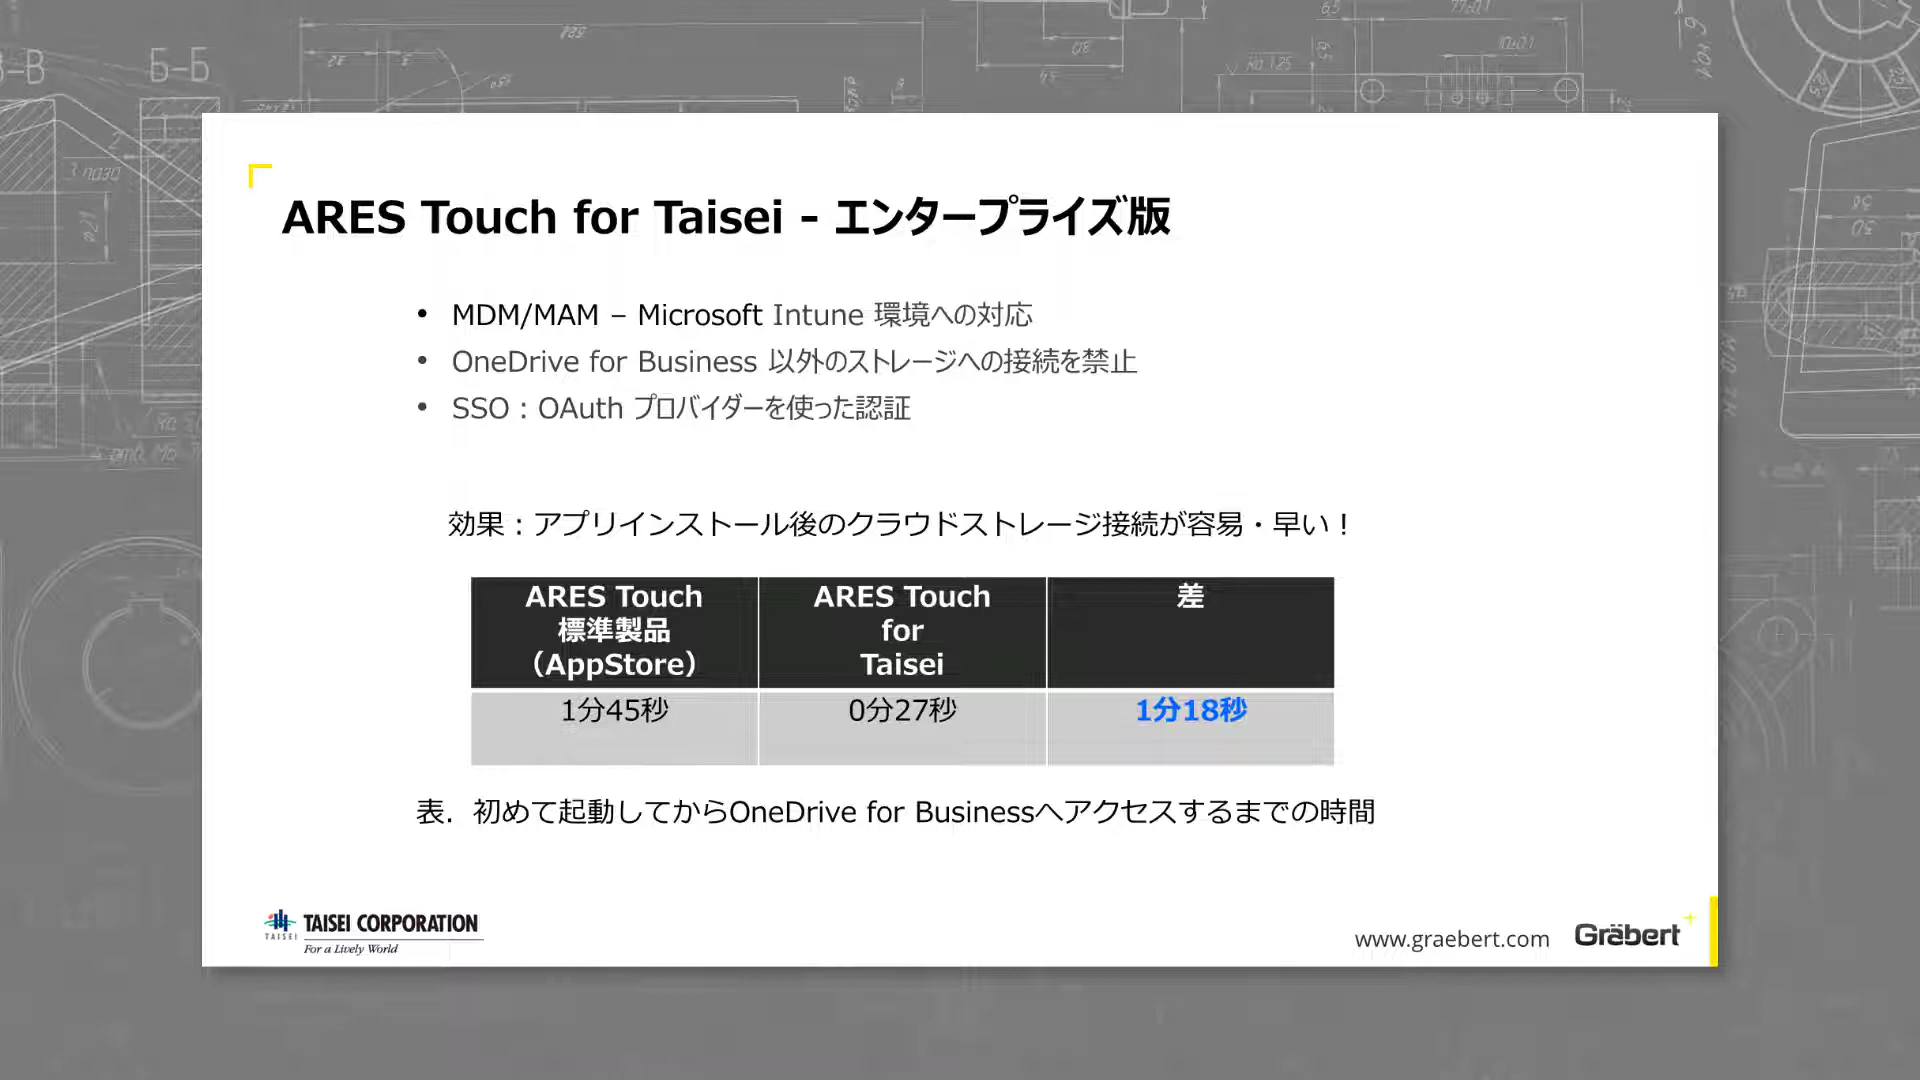 ARES Touch for Taisei - エンタープライズ版
• MDM/MAM – Microsoft Intune 環境への対応
• OneDrive for Business 以外のストレージへの接続を禁止
• SSO：OAuth プロバイダーを使った認証
効果：アプリインストール後のクラウドストレージ接続が容易・早い！
ARES Touch
標準製品
（AppStore）
ARES Touch
for
Taisei
差
1分45秒
0分27秒
1分18秒
表．初めて起動してからOneDrive for Businessへアクセスするまでの時間
TAISEI
TAISEI CORPORATION
For a Lively World
www.graebert.com
Gräbert
Б-Б